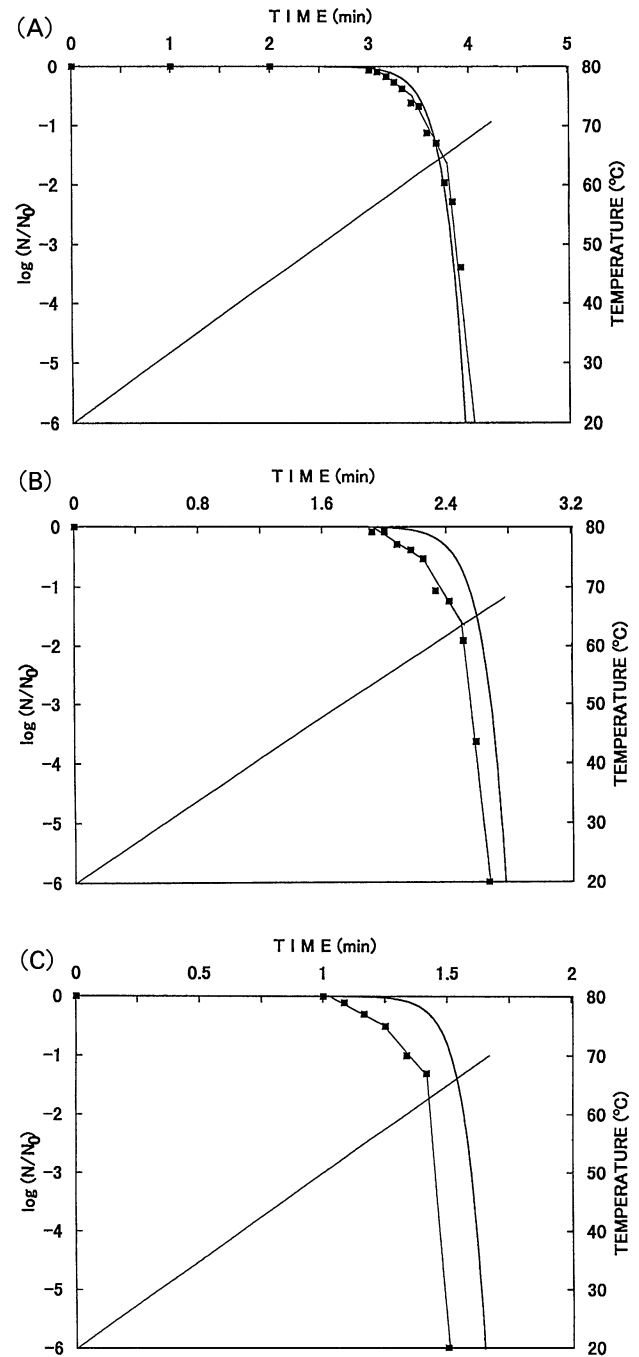 (A)
T I M E (min)
0 1 2 3 4 5
0 80
-1 70
-2 60
-3 50
-4 40
-5 30
-6 20
log (N/N0)
TEMPERATURE (℃)
(B)
T I M E (min)
0 0.8 1.6 2.4 3.2
0 80
-1 70
-2 60
-3 50
-4 40
-5 30
-6 20
log (N/N0)
TEMPERATURE (℃)
(C)
T I M E (min)
0 0.5 1 1.5 2
0 80
-1 70
-2 60
-3 50
-4 40
-5 30
-6 20
log (N/N0)
TEMPERATURE (℃)